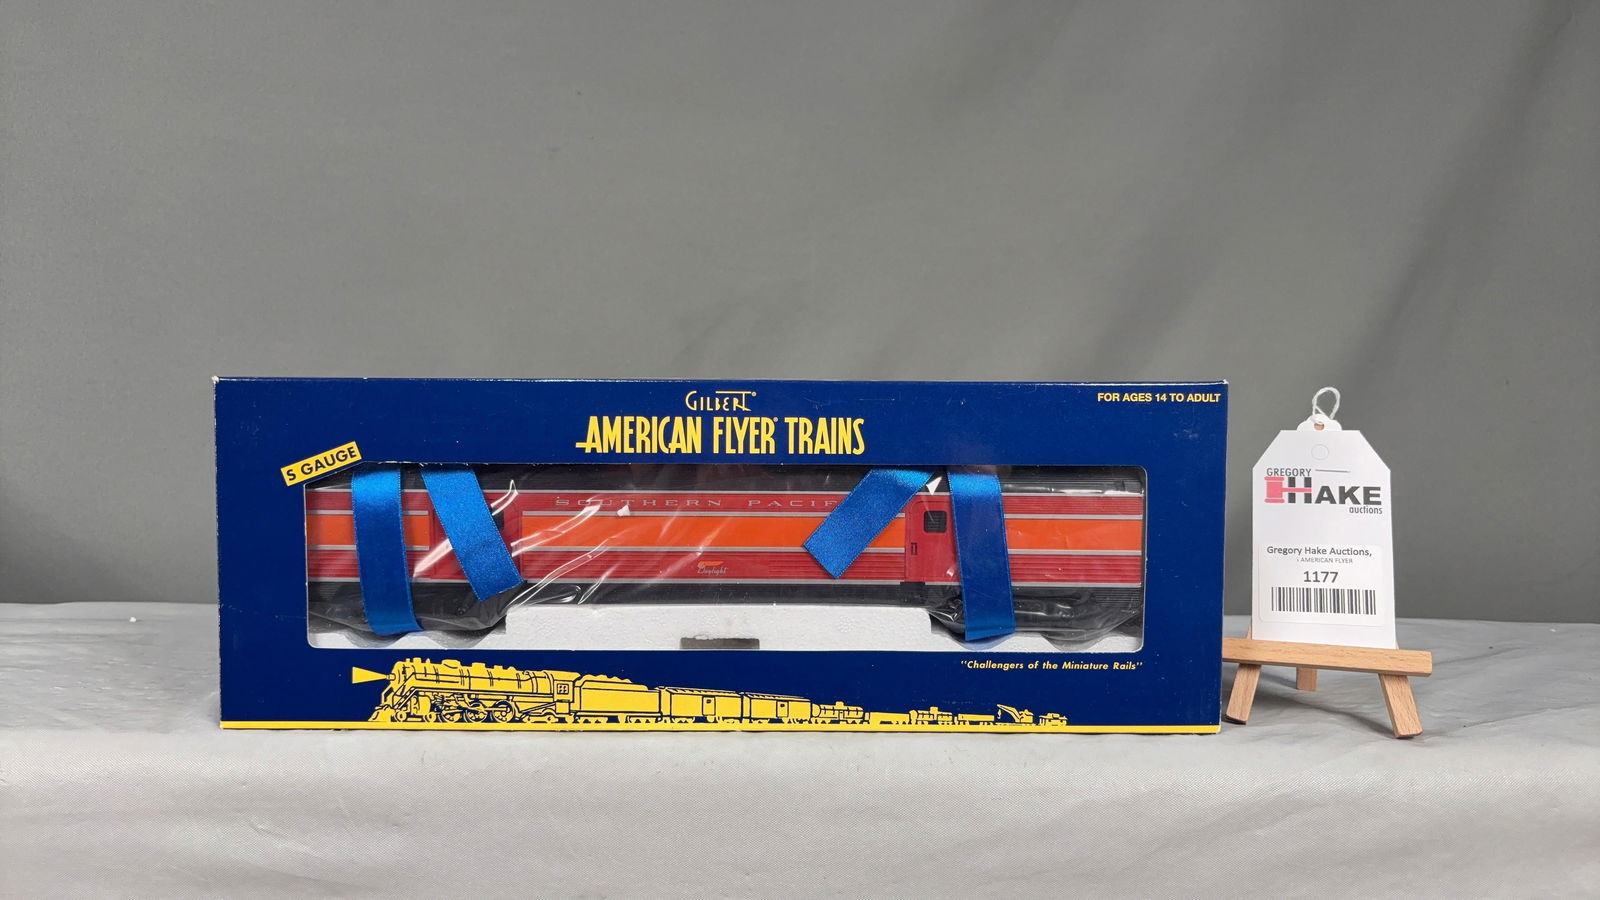 GILBERT®
AMERICAN FLYER® TRAINS
FOR AGES 14 TO ADULT
S GAUGE
SOUTHERN PACIF
Daylight
"Challengers of the Miniature Rails"
GREGORY
HAKE
auctions
Gregory Hake Auctions,
AMERICAN FLYER
1177